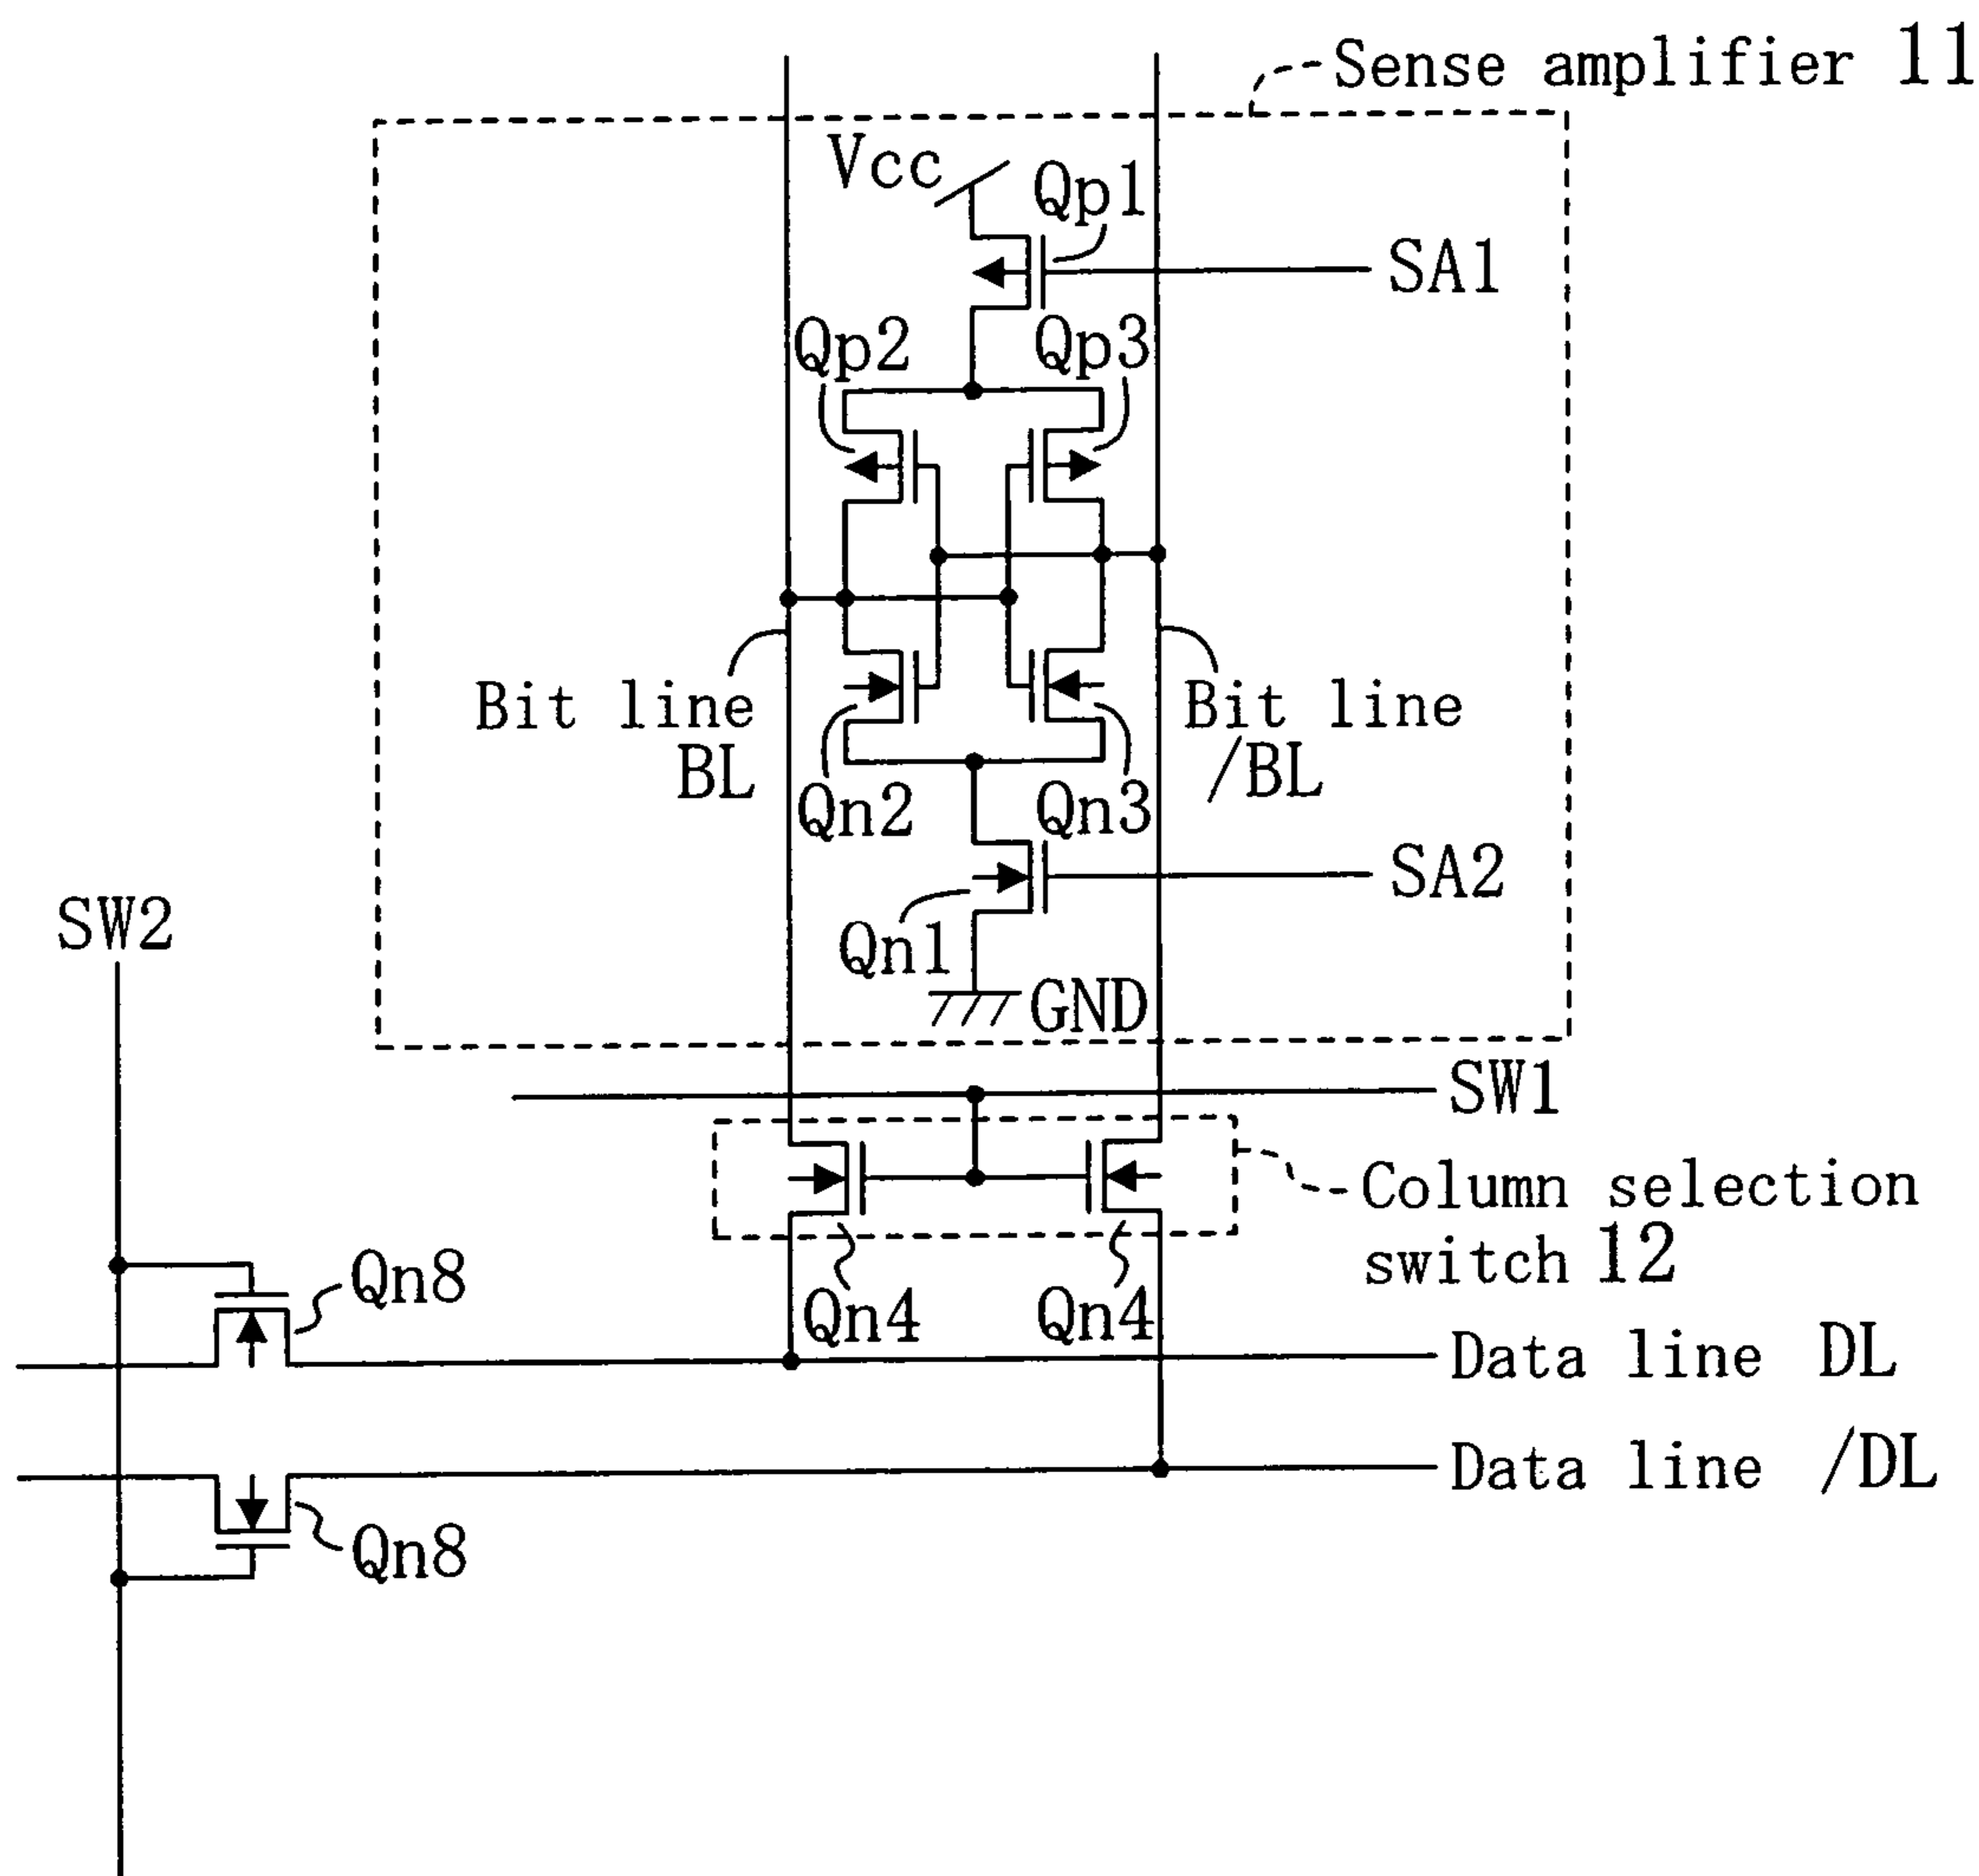 Sense amplifier 11
Vcc
Qp1
SA1
Qp2
Qp3
Bit line
BL
Bit line
/BL
Qn2
Qn3
SA2
SW2
Qn1
GND
SW1
Column selection
switch 12
Qn8
Qn4
Qn4
Data line DL
Data line /DL
Qn8